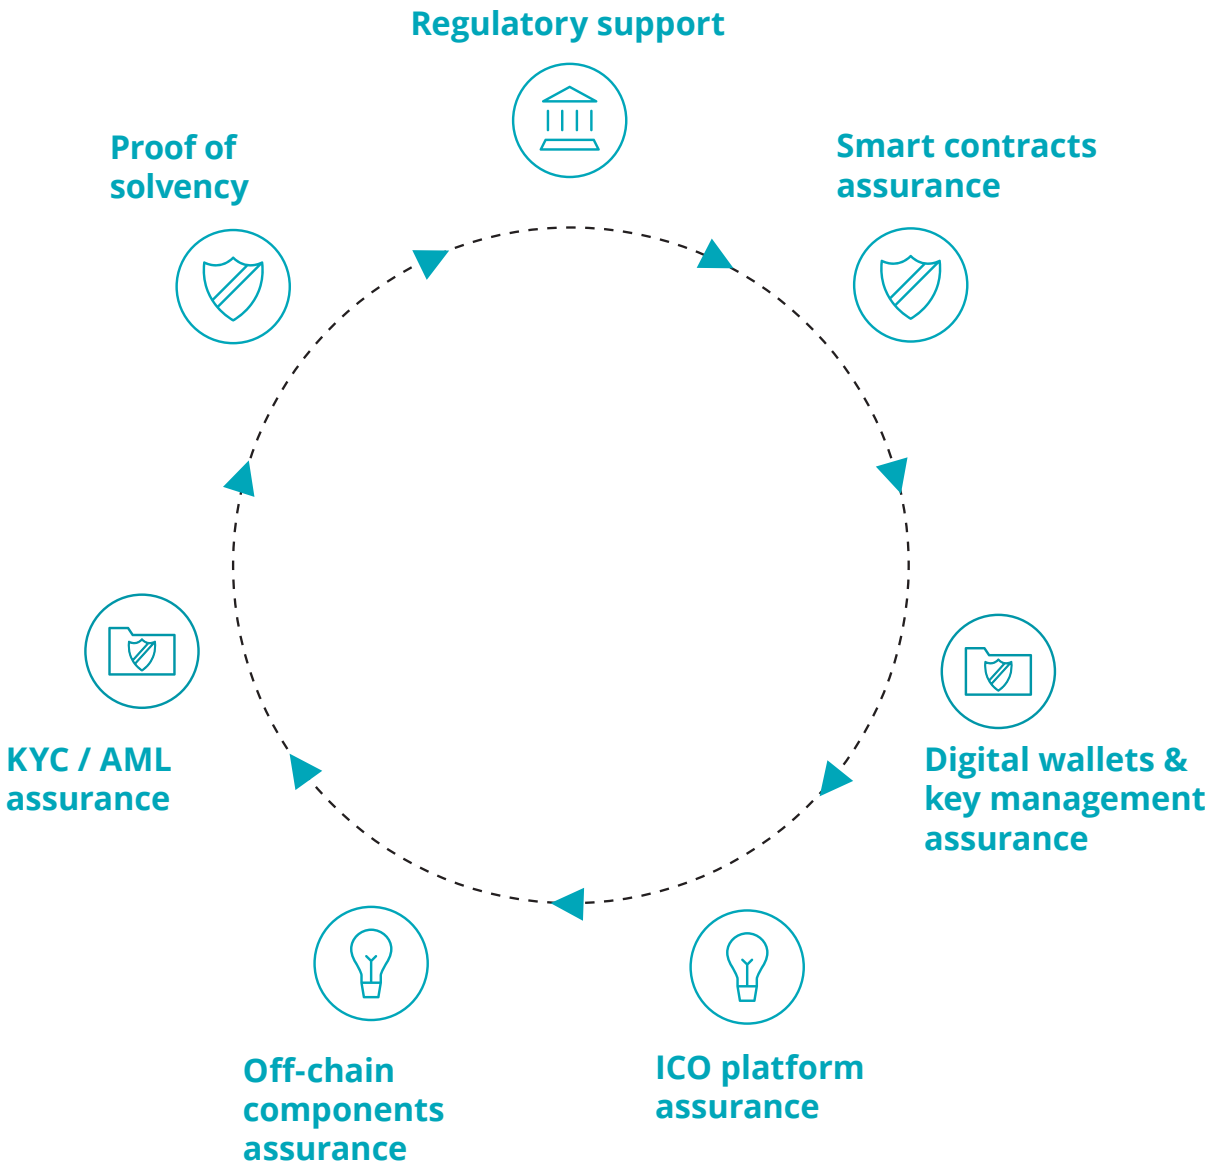 Regulatory support
Smart contracts
assurance
Digital wallets &
key management
assurance
ICO platform
assurance
Off-chain
components
assurance
KYC / AML
assurance
Proof of
solvency